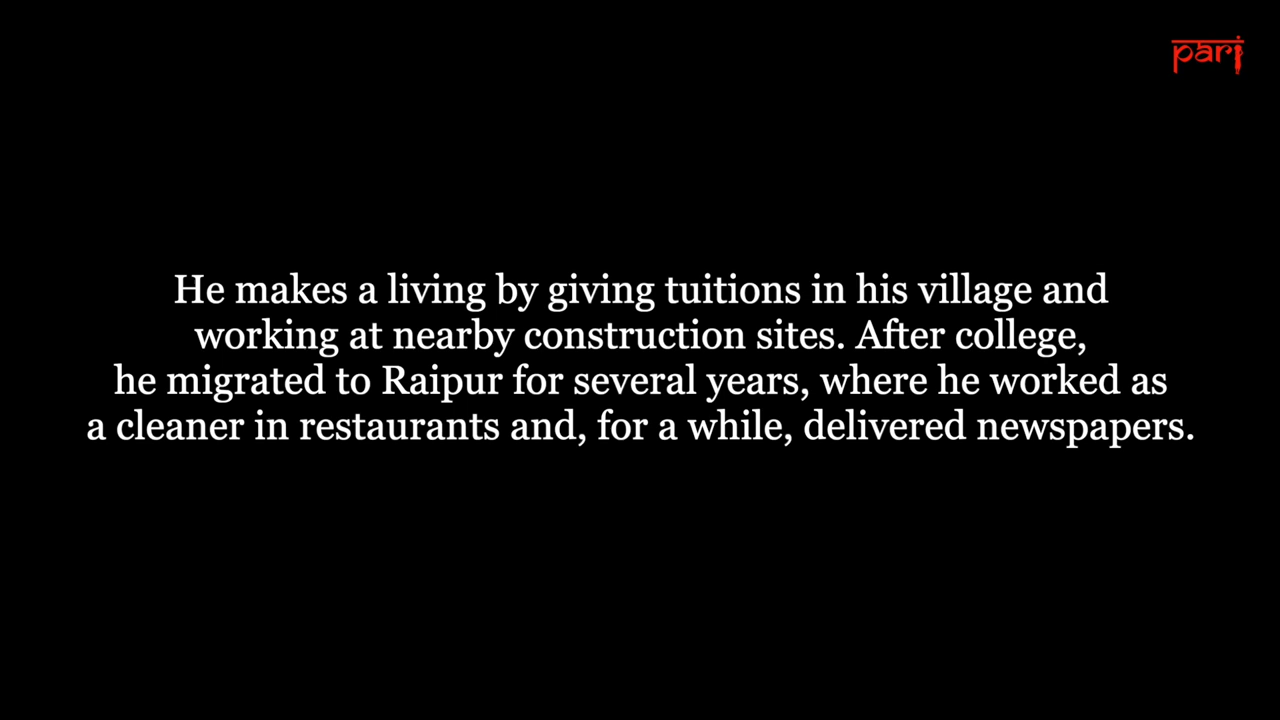 pari
He makes a living by giving tuitions in his village and
working at nearby construction sites. After college,
he migrated to Raipur for several years, where he worked as
a cleaner in restaurants and, for a while, delivered newspapers.